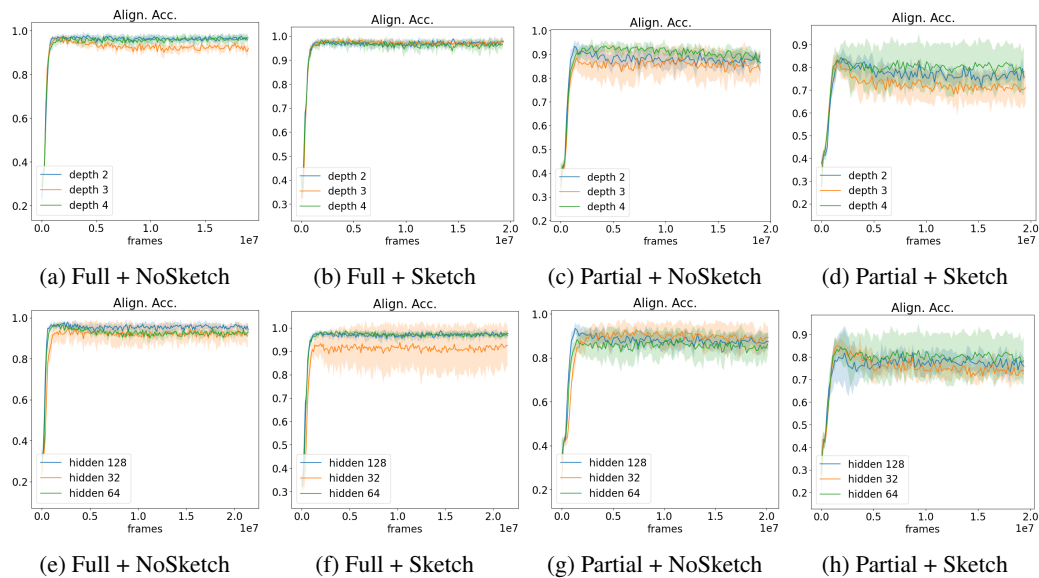 Align. Acc.
1.0
0.8
0.6
0.4
0.2
depth 2
depth 3
depth 4
0.0 0.5 1.0 1.5 2.0
frames
1e7
(a) Full + NoSketch
Align. Acc.
1.0
0.9
0.8
0.7
0.6
0.5
0.4
0.3
depth 2
depth 3
depth 4
0.0 0.5 1.0 1.5 2.0
frames
1e7
(b) Full + Sketch
Align. Acc.
1.0
0.9
0.8
0.7
0.6
0.5
0.4
0.3
0.2
depth 2
depth 3
depth 4
0.0 0.5 1.0 1.5 2.0
frames
1e7
(c) Partial + NoSketch
Align. Acc.
0.9
0.8
0.7
0.6
0.5
0.4
0.3
0.2
depth 2
depth 3
depth 4
0.0 0.5 1.0 1.5 2.0
frames
1e7
(d) Partial + Sketch
Align. Acc.
1.0
0.8
0.6
0.4
0.2
hidden 128
hidden 32
hidden 64
0.0 0.5 1.0 1.5 2.0
frames
1e7
(e) Full + NoSketch
Align. Acc.
1.0
0.9
0.8
0.7
0.6
0.5
0.4
0.3
hidden 128
hidden 32
hidden 64
0.0 0.5 1.0 1.5 2.0
frames
1e7
(f) Full + Sketch
Align. Acc.
1.0
0.8
0.6
0.4
0.2
hidden 128
hidden 32
hidden 64
0.0 0.5 1.0 1.5 2.0
frames
1e7
(g) Partial + NoSketch
Align. Acc.
0.9
0.8
0.7
0.6
0.5
0.4
0.3
0.2
hidden 128
hidden 32
hidden 64
0.0 0.5 1.0 1.5 2.0
frames
1e7
(h) Partial + Sketch